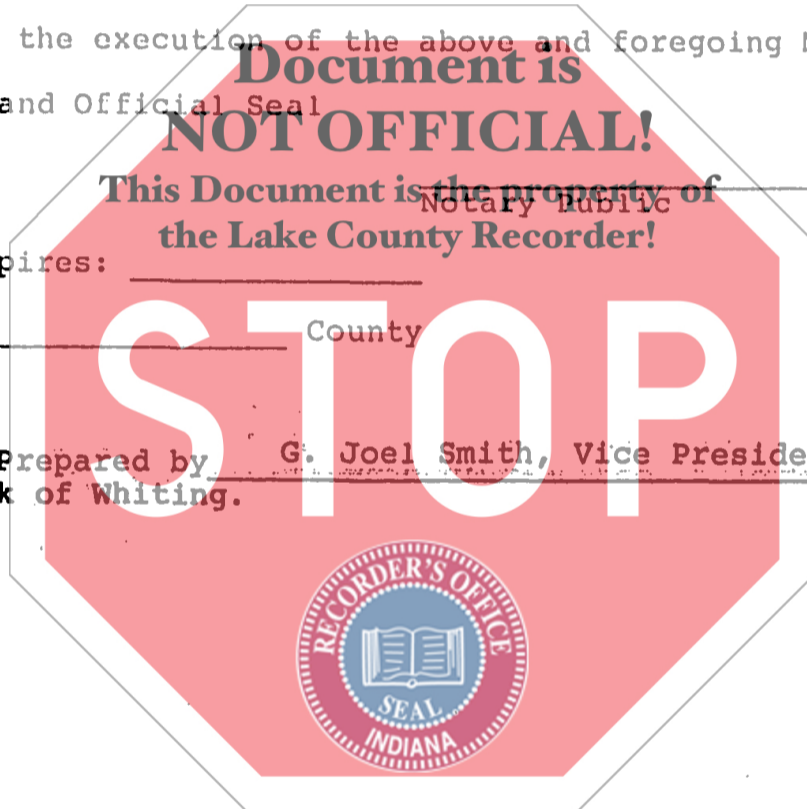 the execution of the above and foregoing
Document is
and Official Seal
NOT OFFICIAL!
This Document is the property of
Notary Public
the Lake County Recorder!
pires:
County
STOP
Prepared by G. Joel Smith, Vice Preside
k of Whiting.
RECORDER'S OFFICE
SEAL
INDIANA